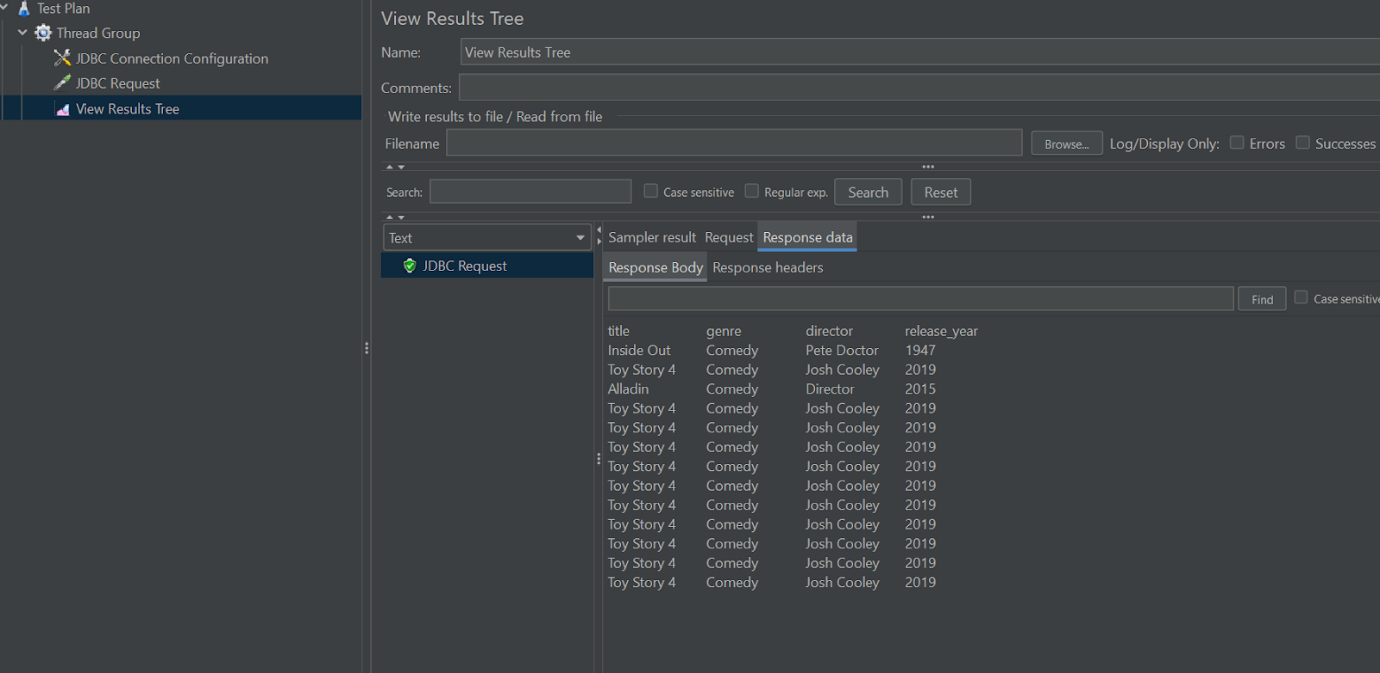 Test Plan
Thread Group
JDBC Connection Configuration
JDBC Request
View Results Tree
View Results Tree
Name: View Results Tree
Comments:
Write results to file / Read from file
Filename Browse... Log/Display Only: Errors Successes
Search: Case sensitive Regular exp. Search Reset
Text
JDBC Request
Sampler result Request Response data
Response Body Response headers
Find Case sensitive
title genre director release_year
Inside Out Comedy Pete Doctor 1947
Toy Story 4 Comedy Josh Cooley 2019
Alladin Comedy Director 2015
Toy Story 4 Comedy Josh Cooley 2019
Toy Story 4 Comedy Josh Cooley 2019
Toy Story 4 Comedy Josh Cooley 2019
Toy Story 4 Comedy Josh Cooley 2019
Toy Story 4 Comedy Josh Cooley 2019
Toy Story 4 Comedy Josh Cooley 2019
Toy Story 4 Comedy Josh Cooley 2019
Toy Story 4 Comedy Josh Cooley 2019
Toy Story 4 Comedy Josh Cooley 2019
Toy Story 4 Comedy Josh Cooley 2019